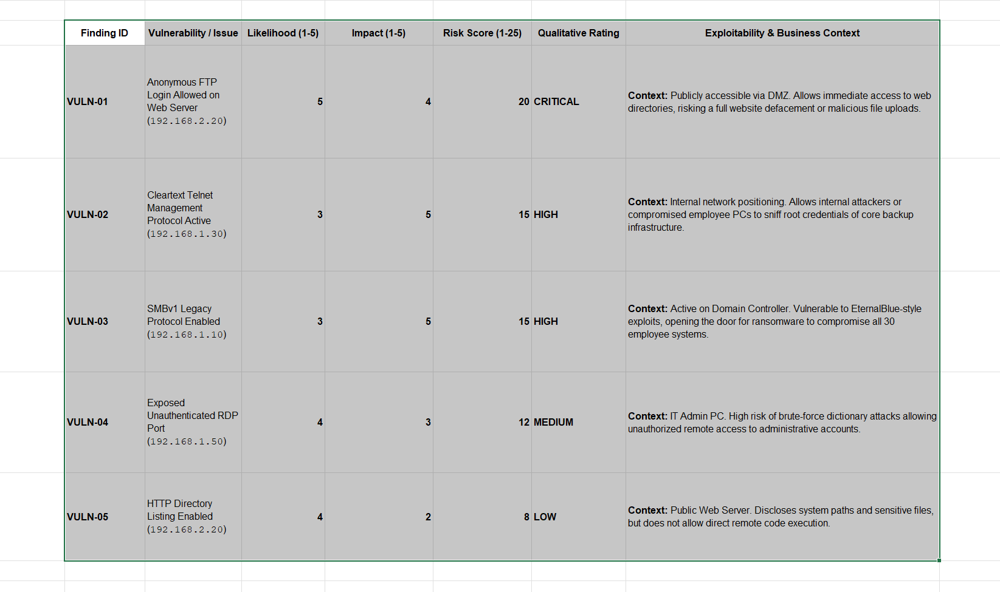 Finding ID Vulnerability / Issue Likelihood (1-5) Impact (1-5) Risk Score (1-25) Qualitative Rating Exploitability & Business Context
VULN-01
Anonymous FTP
Login Allowed on
Web Server
(192.168.2.20)
5 4 20 CRITICAL
Context: Publicly accessible via DMZ. Allows immediate access to web
directories, risking a full website defacement or malicious file uploads.
VULN-02
Cleartext Telnet
Management
Protocol Active
(192.168.1.30)
3 5 15 HIGH
Context: Internal network positioning. Allows internal attackers or
compromised employee PCs to sniff root credentials of core backup
infrastructure.
VULN-03
SMBv1 Legacy
Protocol Enabled
(192.168.1.10)
3 5 15 HIGH
Context: Active on Domain Controller. Vulnerable to EternalBlue-style
exploits, opening the door for ransomware to compromise all 30
employee systems.
VULN-04
Exposed
Unauthenticated RDP
Port
(192.168.1.50)
4 3 12 MEDIUM
Context: IT Admin PC. High risk of brute-force dictionary attacks allowing
unauthorized remote access to administrative accounts.
VULN-05
HTTP Directory
Listing Enabled
(192.168.2.20)
4 2 8 LOW
Context: Public Web Server. Discloses system paths and sensitive files,
but does not allow direct remote code execution.